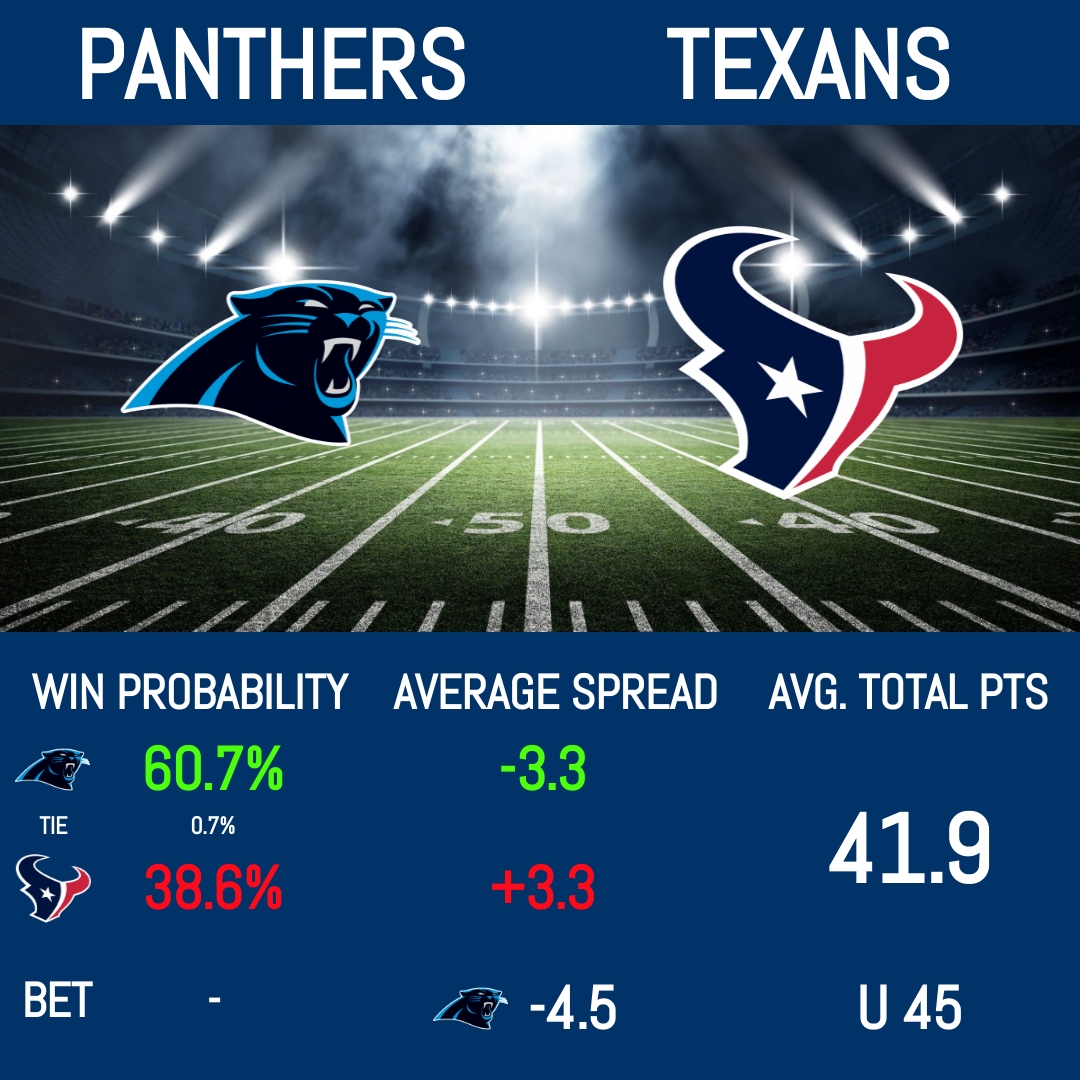 PANTHERS TEXANS
40 50 40
WIN PROBABILITY AVERAGE SPREAD AVG. TOTAL PTS
60.7% -3.3
TIE 0.7%
41.9
38.6% +3.3
BET - -4.5 U 45